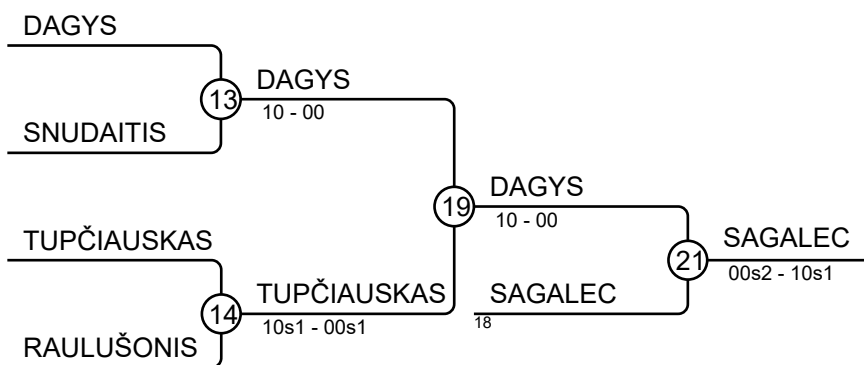 DAGYS
13
DAGYS
10 - 00
SNUDAITIS
19
DAGYS
10 - 00
TUPČIAUSKAS
21
SAGALEC
00s2 - 10s1
14
TUPČIAUSKAS
10s1 - 00s1
SAGALEC
18
RAULUŠONIS